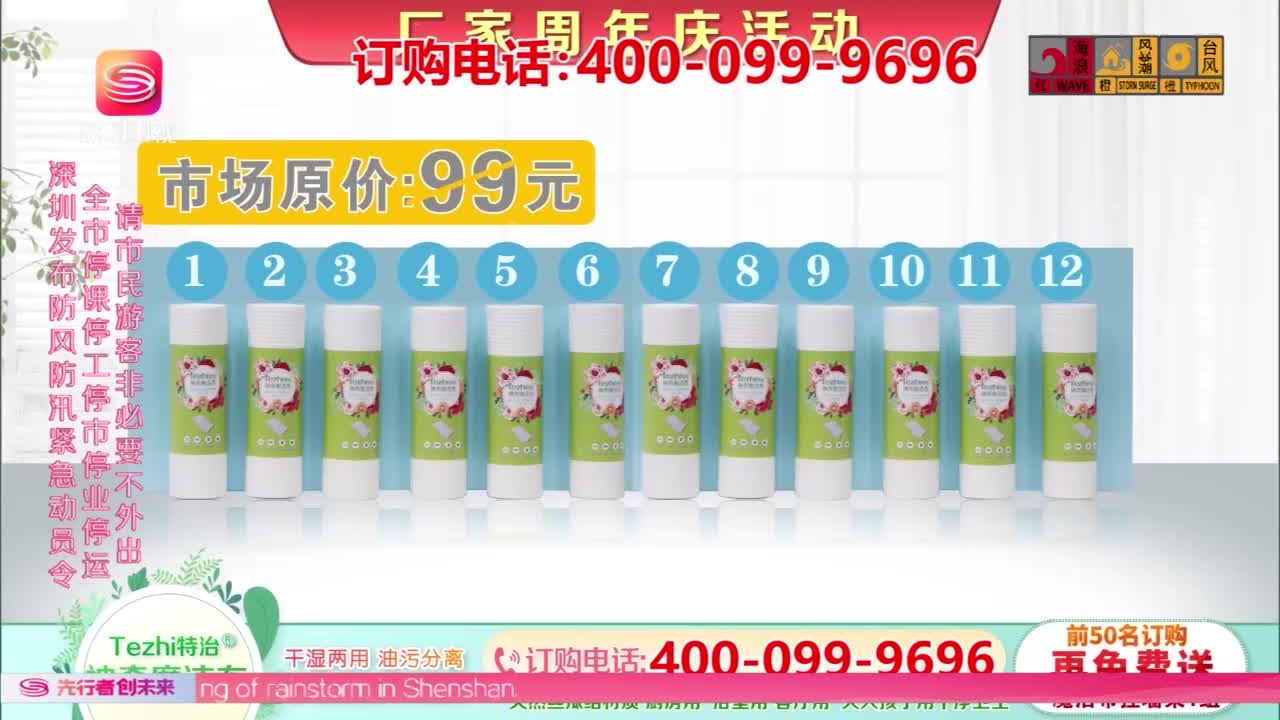 厂家周年庆活动
订购电话:400-099-9696
海浪
红 WAVE
风暴潮
橙 STORM SURGE
台风
橙 TYPHOON
市场原价:99元
深圳发布防风防汛紧急动员令
全市停课停工停市停业停运
请市民游客非必要不外出
1 2 3 4 5 6 7 8 9 10 11 12
Tezhi特治®
干湿两用 油污分离
订购电话:400-099-9696
前50名订购
再免费送
先行者创未来
ng of rainstorm in Shenshan.